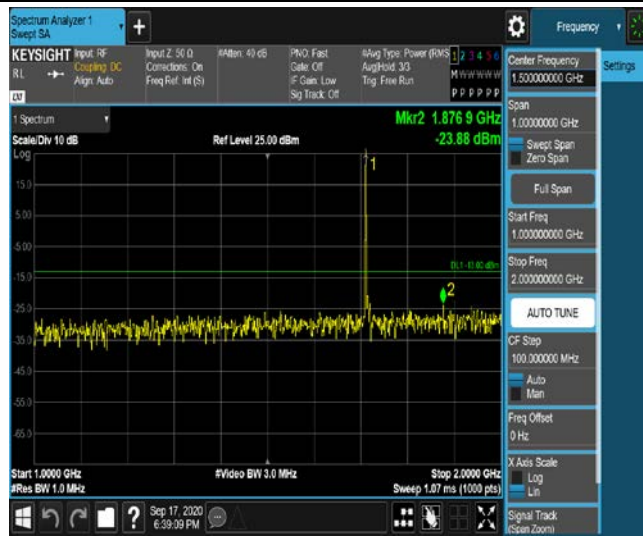 Spectrum Analyzer 1
Swept SA
+
Frequency
KEYSIGHT
RL
Input: RF
Coupling: DC
Align: Auto
Input Z: 50 Ω
Corrections: On
Freq Ref: Int (S)
#Atten: 40 dB
PNO: Fast
Gate: Off
IF Gain: Low
Sig Track: Off
#Avg Type: Power (RMS
Avg|Hold: 3/3
Trig: Free Run
1 2 3 4 5 6
M W W W W W
P P P P P P
1 Spectrum
Scale/Div 10 dB
Ref Level 25.00 dBm
Mkr2 1.876 9 GHz
-23.88 dBm
Log
15.0
5.00
-5.00
-15.0
-25.0
-35.0
-45.0
-55.0
-65.0
1
DL1 -13.00 dBm
2
Start 1.0000 GHz
#Res BW 1.0 MHz
#Video BW 3.0 MHz
Stop 2.0000 GHz
Sweep 1.07 ms (1000 pts)
Sep 17, 2020
6:39:09 PM
?
Center Frequency
1.500000000 GHz
Settings
Span
1.00000000 GHz
Swept Span
Zero Span
Full Span
Start Freq
1.000000000 GHz
Stop Freq
2.000000000 GHz
AUTO TUNE
CF Step
100.000000 MHz
Auto
Man
Freq Offset
0 Hz
X Axis Scale
Log
Lin
Signal Track
(Span Zoom)